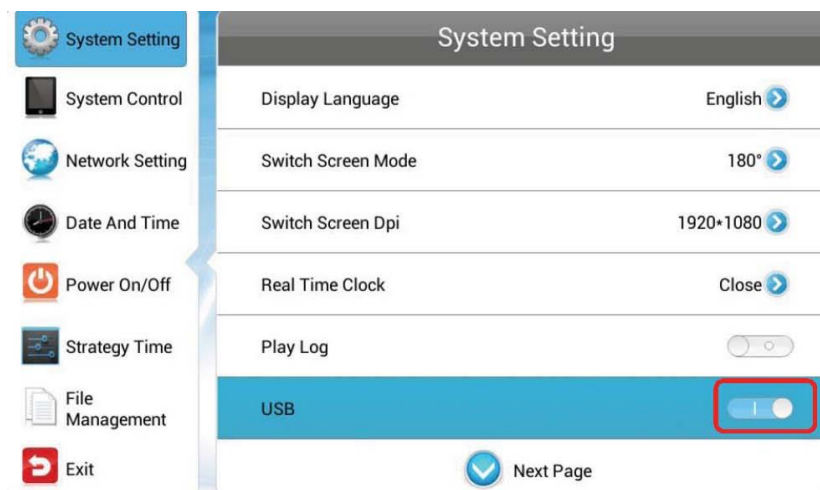 System Setting
System Control
Network Setting
Date And Time
Power On/Off
Strategy Time
File
Management
Exit
System Setting
Display Language English
Switch Screen Mode 180°
Switch Screen Dpi 1920*1080
Real Time Clock Close
Play Log
USB
Next Page